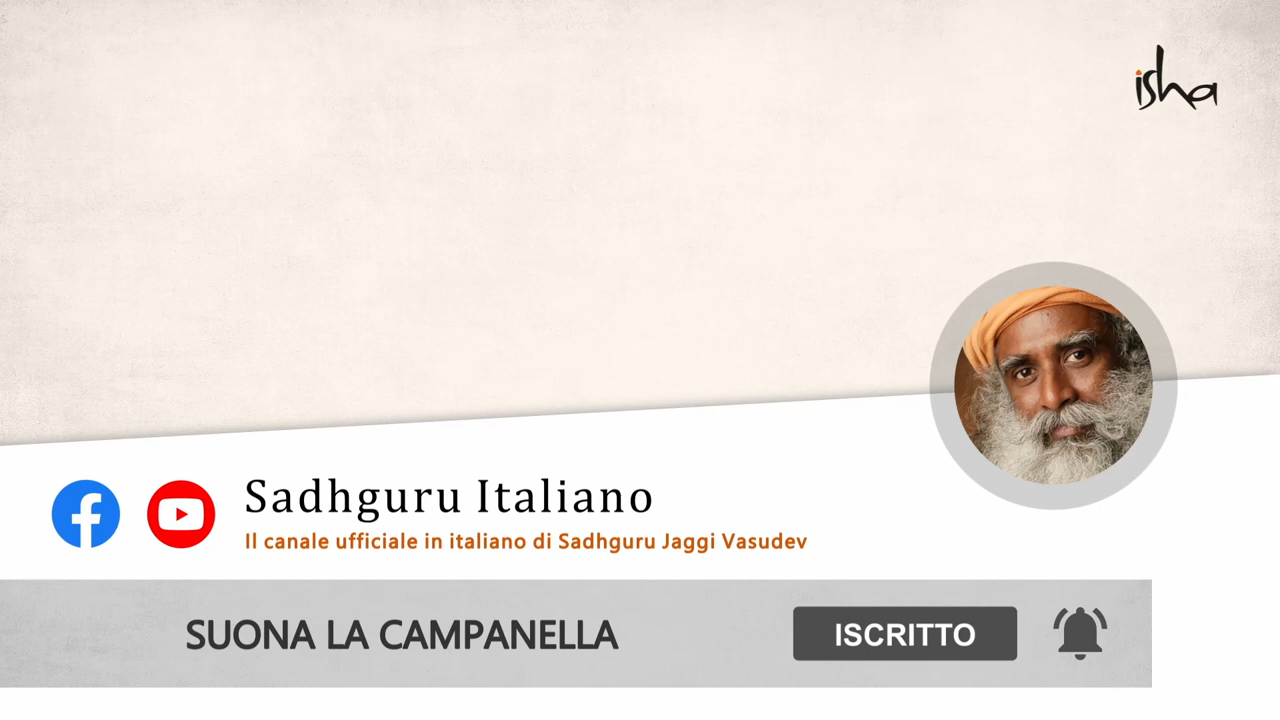 isha
Sadhguru Italiano
Il canale ufficiale in italiano di Sadhguru Jaggi Vasudev
SUONA LA CAMPANELLA
ISCRITTO